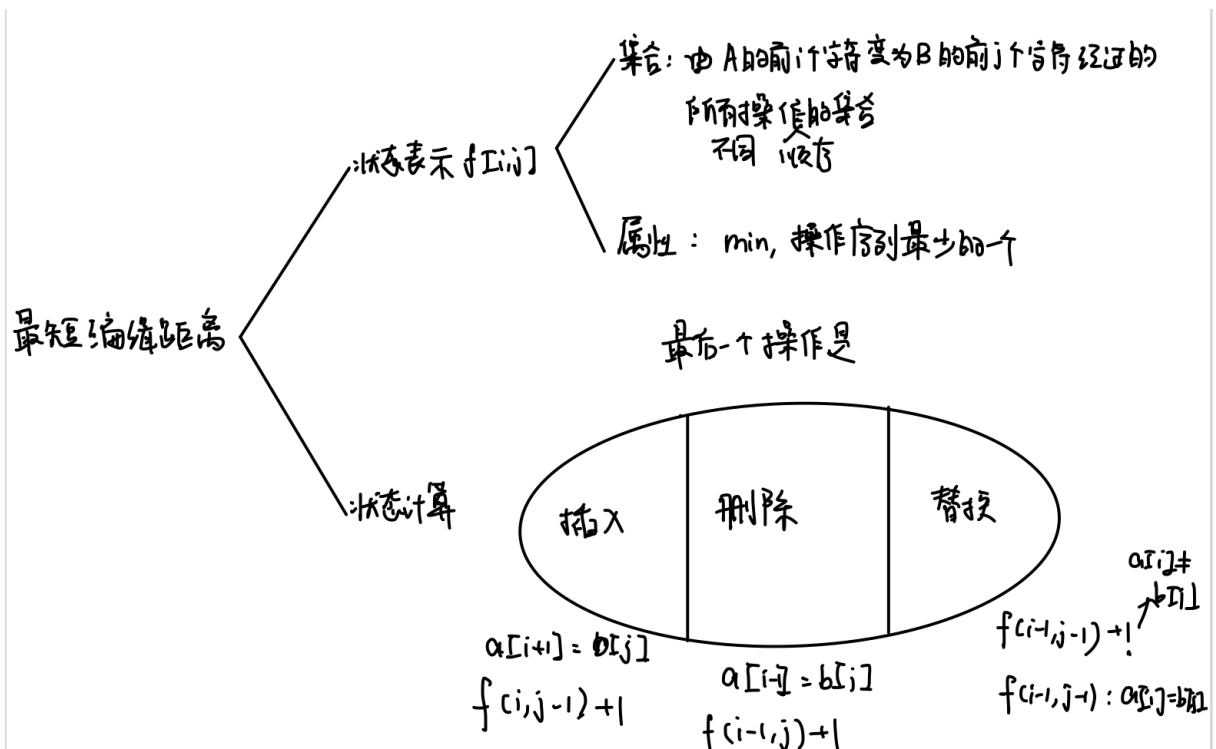 集合：由A的前i个字符变为B的前j个字符经过的
所有操作的集合
不同 顺序
状态表示 f[i,j]
属性： min, 操作序列最少的一个
最短编辑距离
最后一个操作是
状态计算
插入 删除 替换
a[i]≠
b[j]
f(i-1,j-1)+1
a[i+1]=b[j]
a[i-1]=b[j]
f(i-1,j-1):a[i]=b[j]
f(i,j-1)+1
f(i-1,j)+1